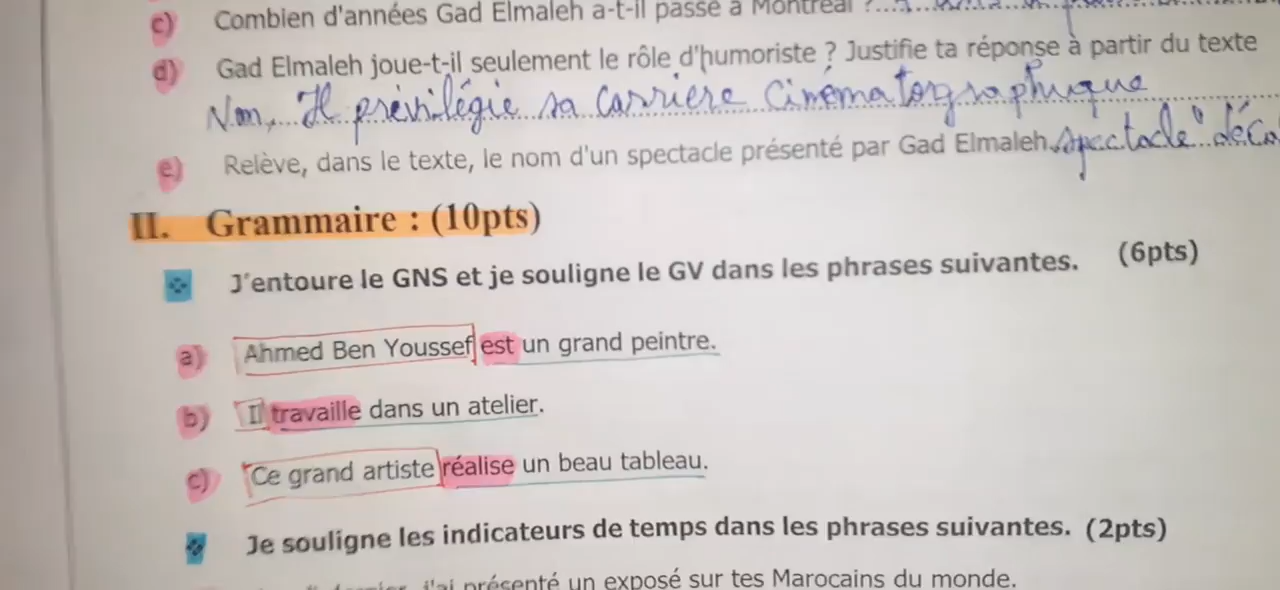 c) Combien d'années Gad Elmaleh a-t-il passé à Montréal ?
d) Gad Elmaleh joue-t-il seulement le rôle d'humoriste ? Justifie ta réponse à partir du texte
Non, Il prévilégie sa carrière cinématographique
e) Relève, dans le texte, le nom d'un spectacle présenté par Gad Elmaleh. spectacle "déca
II. Grammaire : (10pts)
J'entoure le GNS et je souligne le GV dans les phrases suivantes. (6pts)
a) Ahmed Ben Youssef est un grand peintre.
b) Il travaille dans un atelier.
c) Ce grand artiste réalise un beau tableau.
Je souligne les indicateurs de temps dans les phrases suivantes. (2pts)
dernier, j'ai présenté un exposé sur tes Marocains du monde.